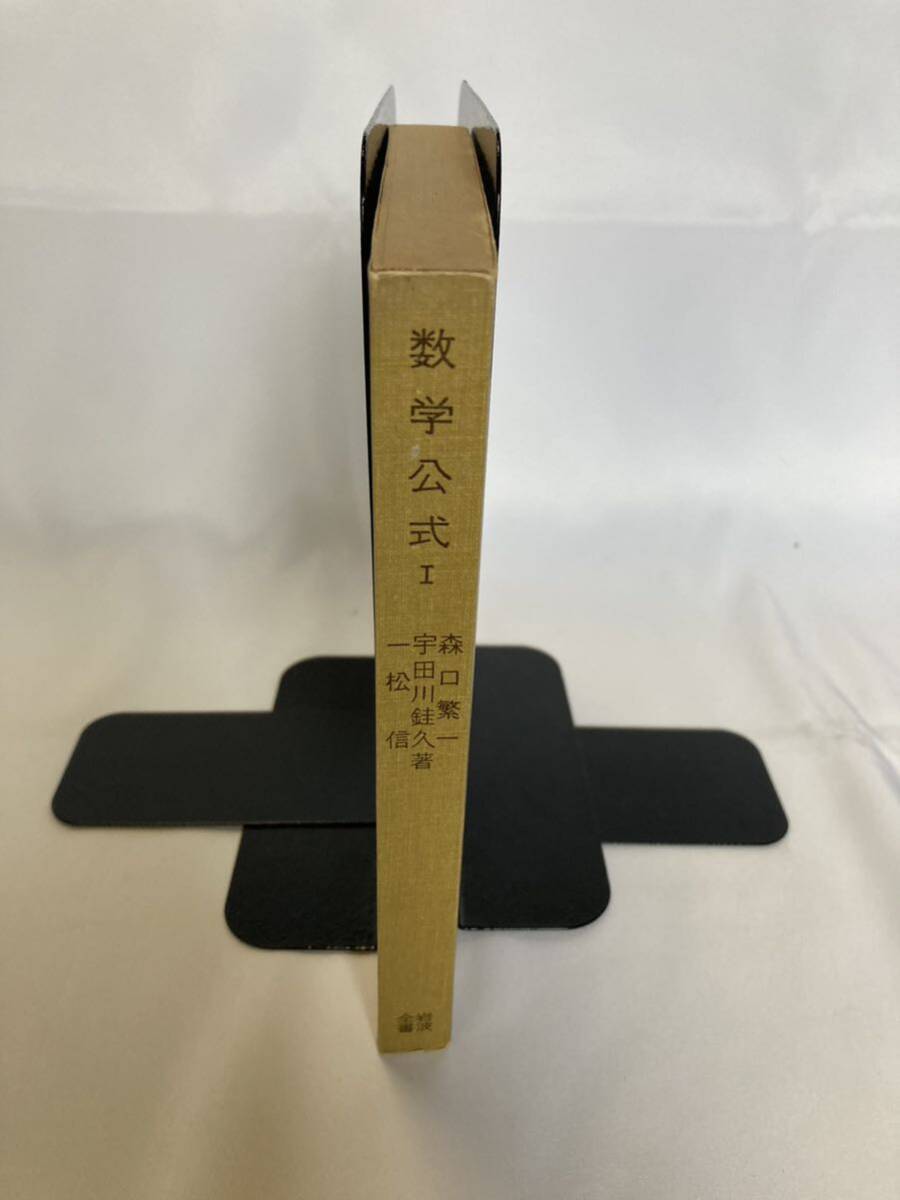 数学公式 I
森口繁一
宇田川銈久著
一松信
岩波
全書